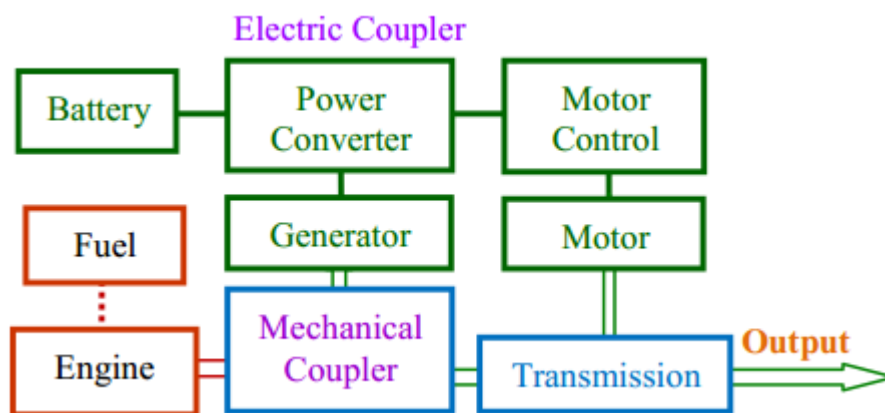 Electric Coupler
Battery
Power
Converter
Motor
Control
Fuel
Generator
Motor
Engine
Mechanical
Coupler
Transmission
Output